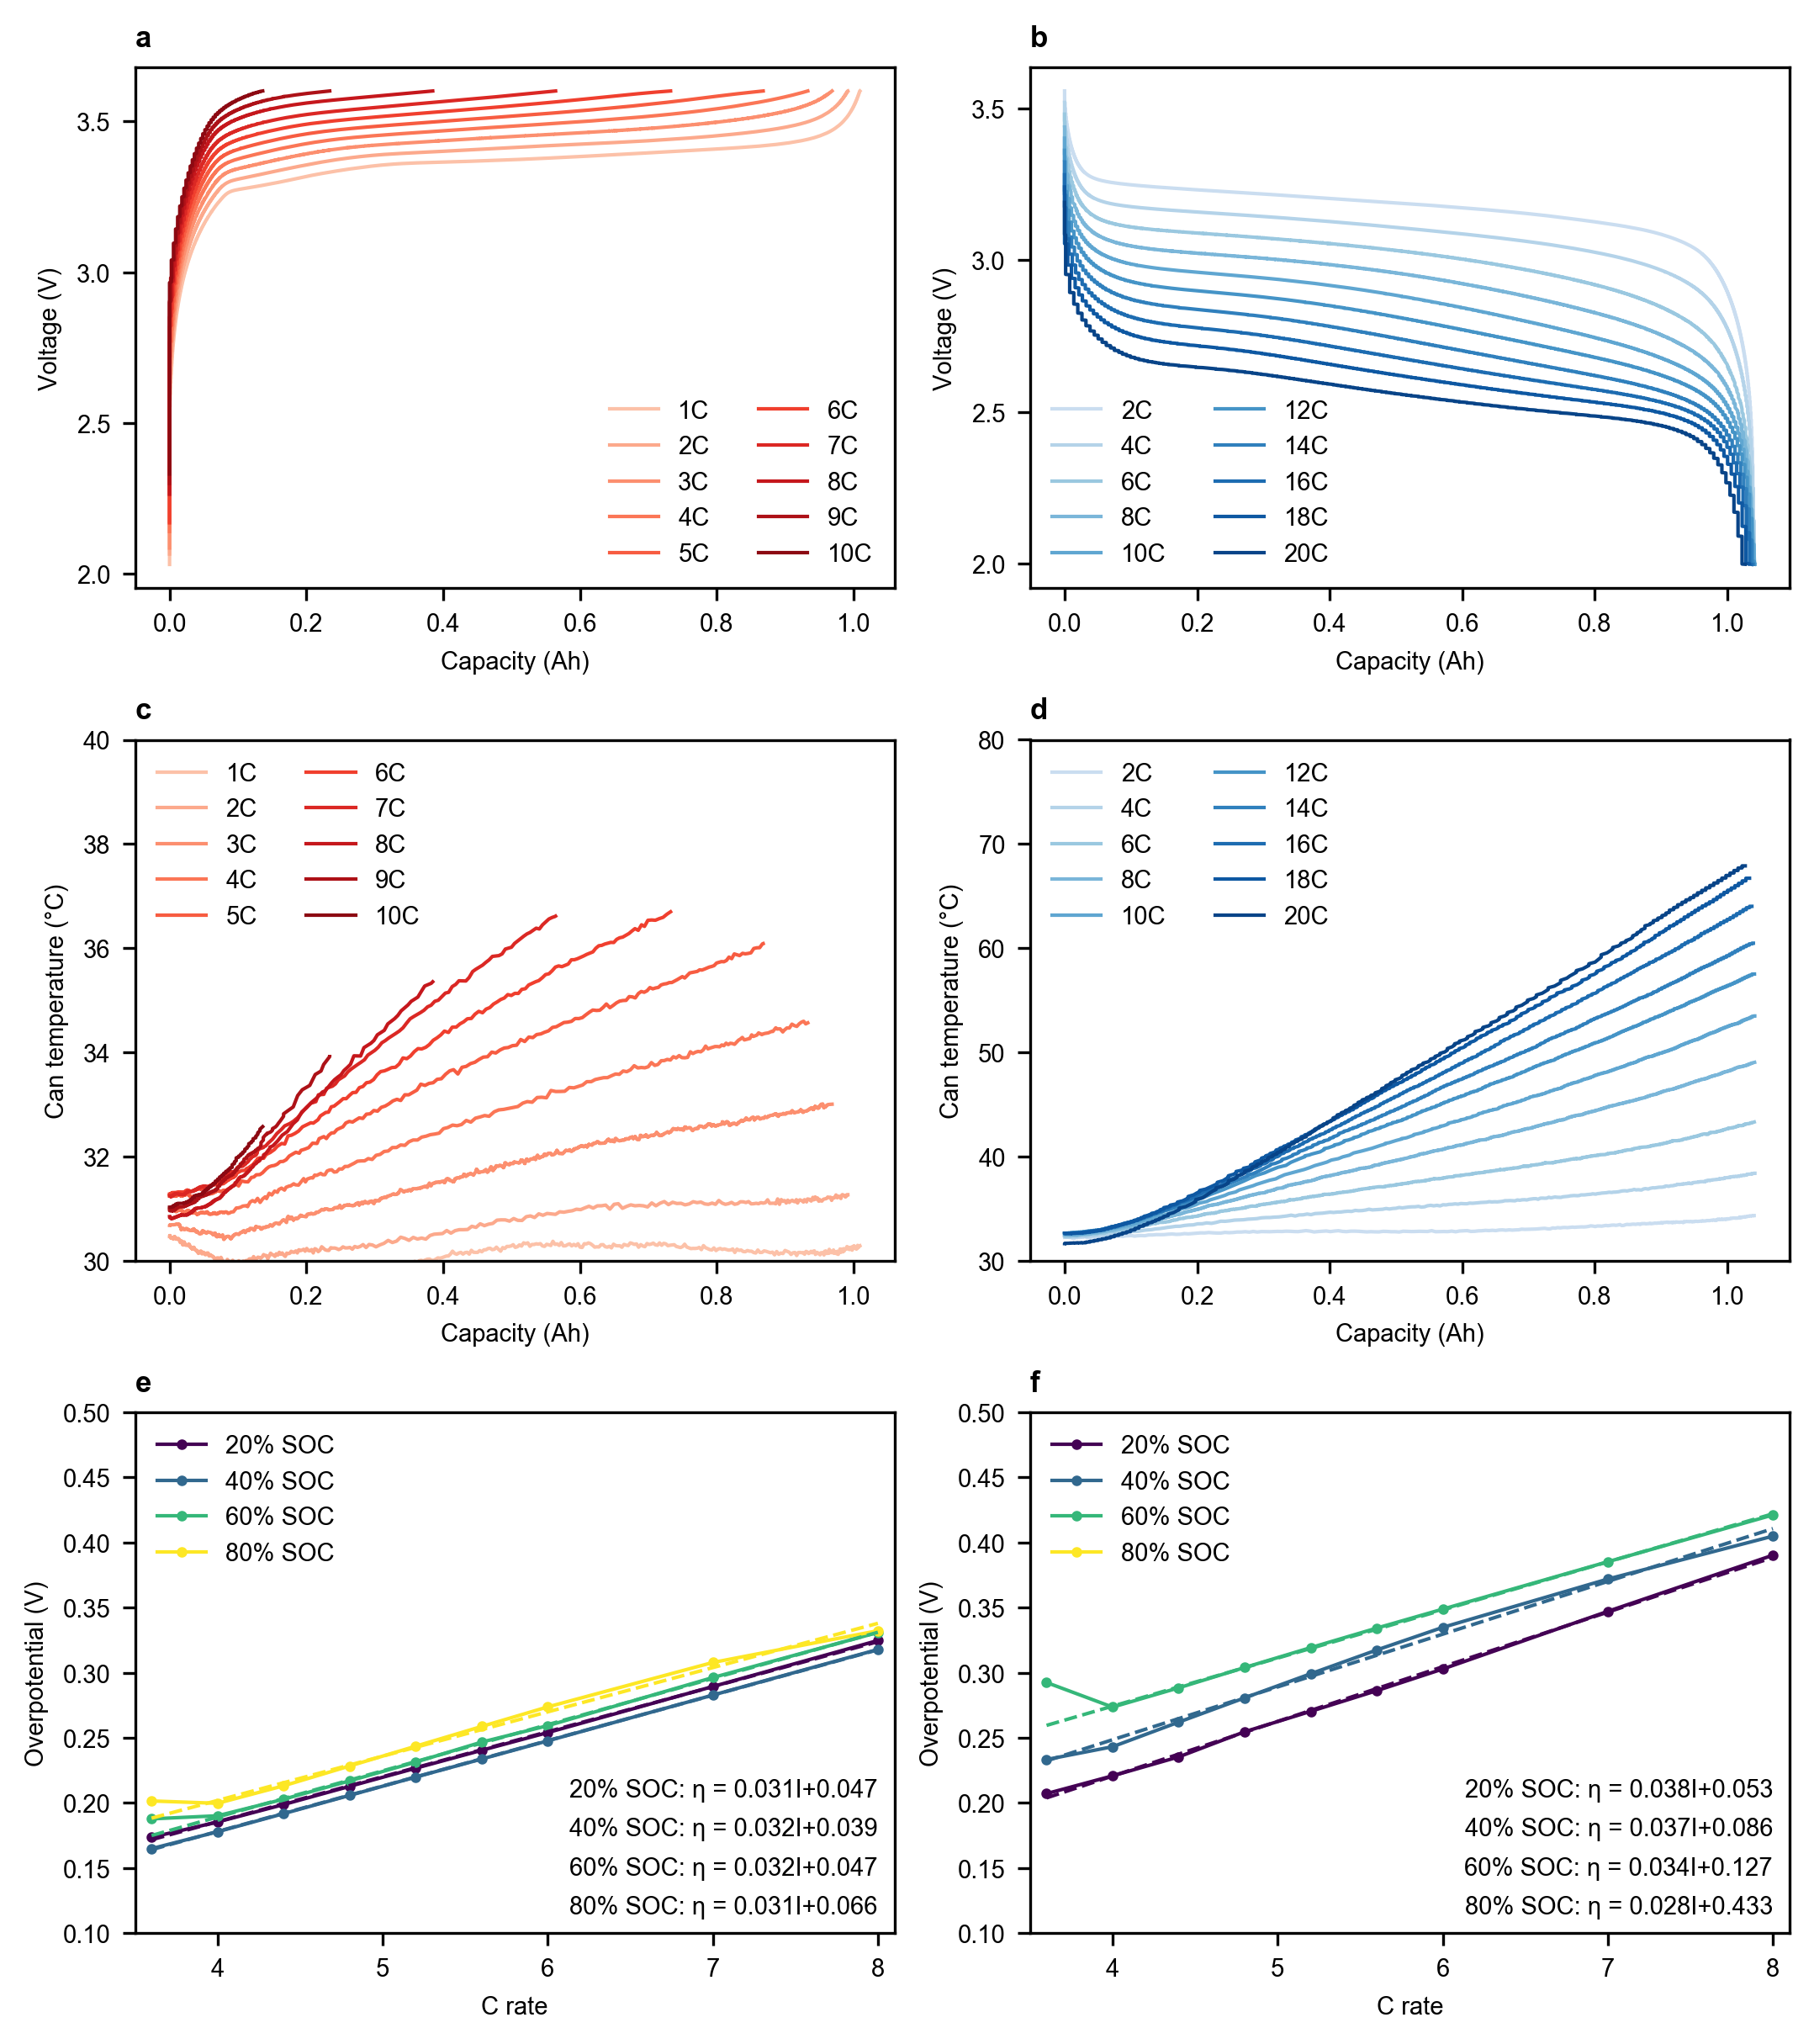 a
b
3.5
3.0
2.5
2.0
Voltage (V)
1C
2C
3C
4C
5C
6C
7C
8C
9C
10C
0.0 0.2 0.4 0.6 0.8 1.0
Capacity (Ah)
3.5
3.0
2.5
2.0
Voltage (V)
2C
4C
6C
8C
10C
12C
14C
16C
18C
20C
0.0 0.2 0.4 0.6 0.8 1.0
Capacity (Ah)
c
d
40
38
36
34
32
30
Can temperature (°C)
1C
2C
3C
4C
5C
6C
7C
8C
9C
10C
0.0 0.2 0.4 0.6 0.8 1.0
Capacity (Ah)
80
70
60
50
40
30
Can temperature (°C)
2C
4C
6C
8C
10C
12C
14C
16C
18C
20C
0.0 0.2 0.4 0.6 0.8 1.0
Capacity (Ah)
e
f
0.50
0.45
0.40
0.35
0.30
0.25
0.20
0.15
0.10
Overpotential (V)
20% SOC
40% SOC
60% SOC
80% SOC
20% SOC: η = 0.031I+0.047
40% SOC: η = 0.032I+0.039
60% SOC: η = 0.032I+0.047
80% SOC: η = 0.031I+0.066
4 5 6 7 8
C rate
0.50
0.45
0.40
0.35
0.30
0.25
0.20
0.15
0.10
Overpotential (V)
20% SOC
40% SOC
60% SOC
80% SOC
20% SOC: η = 0.038I+0.053
40% SOC: η = 0.037I+0.086
60% SOC: η = 0.034I+0.127
80% SOC: η = 0.028I+0.433
4 5 6 7 8
C rate